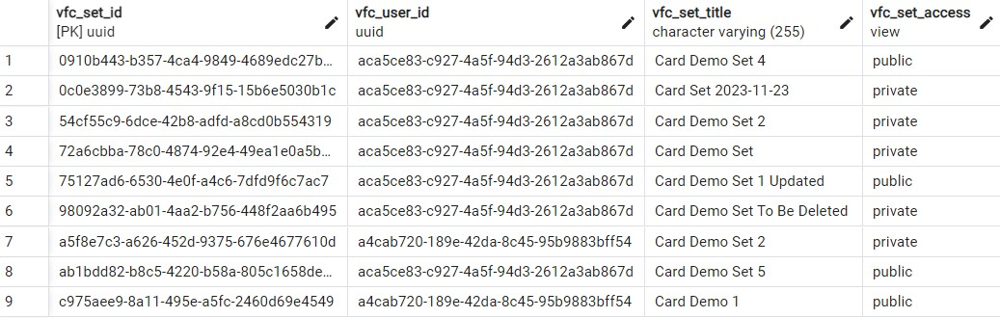 vfc_set_id vfc_user_id vfc_set_title vfc_set_access
[PK] uuid uuid character varying (255) view
1 0910b443-b357-4ca4-9849-4689edc27b... aca5ce83-c927-4a5f-94d3-2612a3ab867d Card Demo Set 4 public
2 0c0e3899-73b8-4543-9f15-15b6e5030b1c aca5ce83-c927-4a5f-94d3-2612a3ab867d Card Set 2023-11-23 private
3 54cf55c9-6dce-42b8-adfd-a8cd0b554319 aca5ce83-c927-4a5f-94d3-2612a3ab867d Card Demo Set 2 private
4 72a6cbba-78c0-4874-92e4-49ea1e0a5b... aca5ce83-c927-4a5f-94d3-2612a3ab867d Card Demo Set private
5 75127ad6-6530-4e0f-a4c6-7dfd9f6c7ac7 aca5ce83-c927-4a5f-94d3-2612a3ab867d Card Demo Set 1 Updated public
6 98092a32-ab01-4aa2-b756-448f2aa6b495 aca5ce83-c927-4a5f-94d3-2612a3ab867d Card Demo Set To Be Deleted private
7 a5f8e7c3-a626-452d-9375-676e4677610d a4cab720-189e-42da-8c45-95b9883bff54 Card Demo Set 2 private
8 ab1bdd82-b8c5-4220-b58a-805c1658de... aca5ce83-c927-4a5f-94d3-2612a3ab867d Card Demo Set 5 public
9 c975aee9-8a11-495e-a5fc-2460d69e4549 a4cab720-189e-42da-8c45-95b9883bff54 Card Demo 1 public